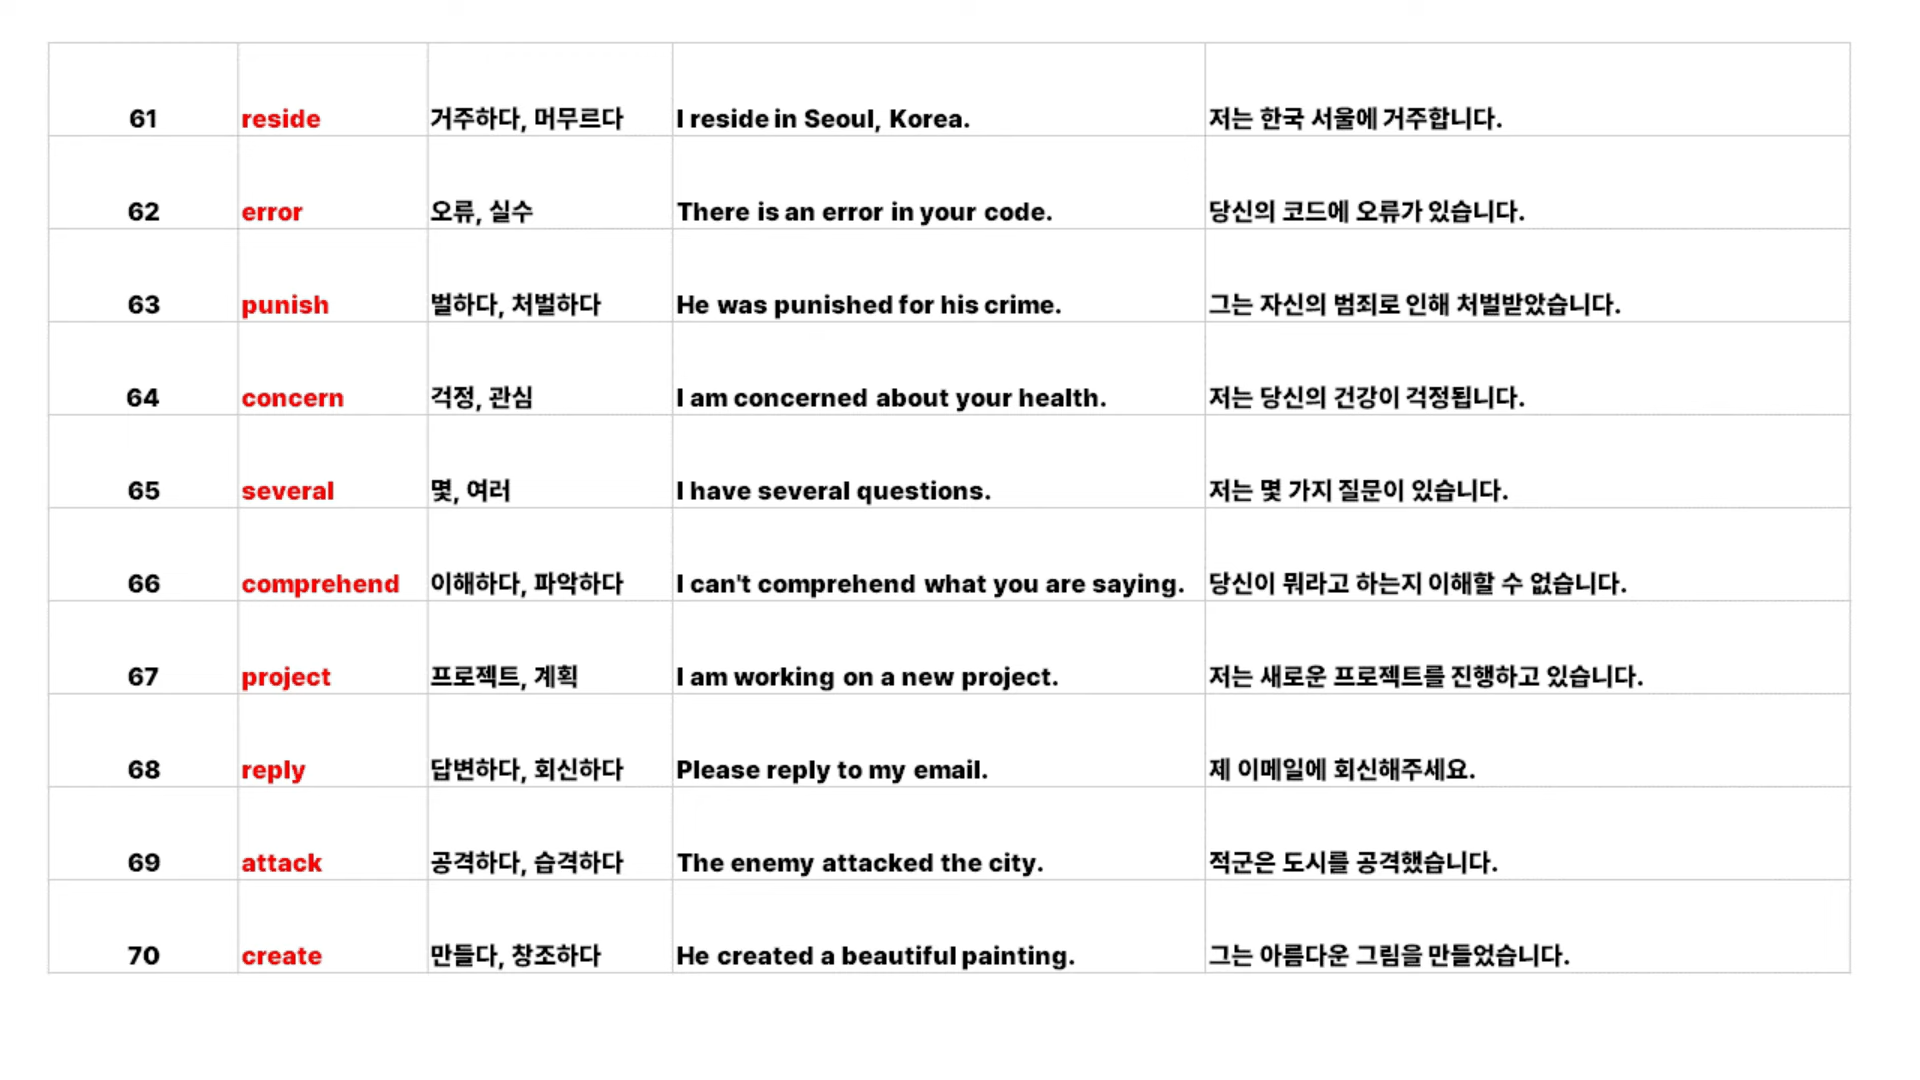 61 reside 거주하다, 머무르다 I reside in Seoul, Korea. 저는 한국 서울에 거주합니다.
62 error 오류, 실수 There is an error in your code. 당신의 코드에 오류가 있습니다.
63 punish 벌하다, 처벌하다 He was punished for his crime. 그는 자신의 범죄로 인해 처벌받았습니다.
64 concern 걱정, 관심 I am concerned about your health. 저는 당신의 건강이 걱정됩니다.
65 several 몇, 여러 I have several questions. 저는 몇 가지 질문이 있습니다.
66 comprehend 이해하다, 파악하다 I can't comprehend what you are saying. 당신이 뭐라고 하는지 이해할 수 없습니다.
67 project 프로젝트, 계획 I am working on a new project. 저는 새로운 프로젝트를 진행하고 있습니다.
68 reply 답변하다, 회신하다 Please reply to my email. 제 이메일에 회신해주세요.
69 attack 공격하다, 습격하다 The enemy attacked the city. 적군은 도시를 공격했습니다.
70 create 만들다, 창조하다 He created a beautiful painting. 그는 아름다운 그림을 만들었습니다.